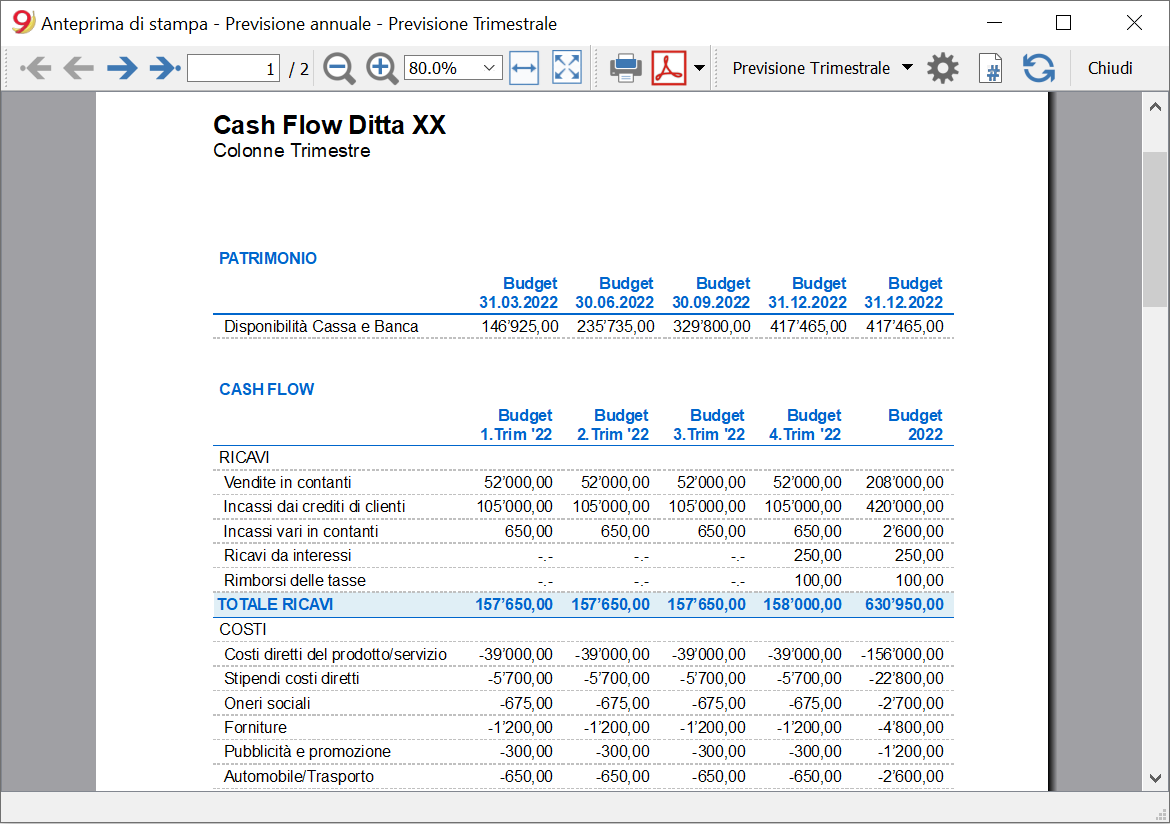 Anteprima di stampa - Previsione annuale - Previsione Trimestrale
1 / 2 80.0% Previsione Trimestrale # Chiudi
Cash Flow Ditta XX
Colonne Trimestre
PATRIMONIO
Budget Budget Budget Budget Budget
31.03.2022 30.06.2022 30.09.2022 31.12.2022 31.12.2022
Disponibilità Cassa e Banca 146’925,00 235’735,00 329’800,00 417’465,00 417’465,00
CASH FLOW
Budget Budget Budget Budget Budget
1.Trim '22 2.Trim '22 3.Trim '22 4.Trim '22 2022
RICAVI
Vendite in contanti 52’000,00 52’000,00 52’000,00 52’000,00 208’000,00
Incassi dai crediti di clienti 105’000,00 105’000,00 105’000,00 105’000,00 420’000,00
Incassi vari in contanti 650,00 650,00 650,00 650,00 2’600,00
Ricavi da interessi -.- -.- -.- 250,00 250,00
Rimborsi delle tasse -.- -.- -.- 100,00 100,00
TOTALE RICAVI 157’650,00 157’650,00 157’650,00 158’000,00 630’950,00
COSTI
Costi diretti del prodotto/servizio -39’000,00 -39’000,00 -39’000,00 -39’000,00 -156’000,00
Stipendi costi diretti -5’700,00 -5’700,00 -5’700,00 -5’700,00 -22’800,00
Oneri sociali -675,00 -675,00 -675,00 -675,00 -2’700,00
Forniture -1’200,00 -1’200,00 -1’200,00 -1’200,00 -4’800,00
Pubblicità e promozione -300,00 -300,00 -300,00 -300,00 -1’200,00
Automobile/Trasporto -650,00 -650,00 -650,00 -650,00 -2’600,00